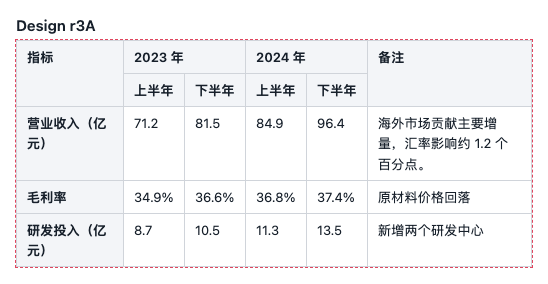 Design r3A
指标 2023 年 2024 年 备注
上半年 下半年 上半年 下半年
营业收入（亿 71.2 81.5 84.9 96.4 海外市场贡献主要增
元） 量，汇率影响约 1.2 个
百分点。
毛利率 34.9% 36.6% 36.8% 37.4% 原材料价格回落
研发投入（亿 8.7 10.5 11.3 13.5 新增两个研发中心
元）